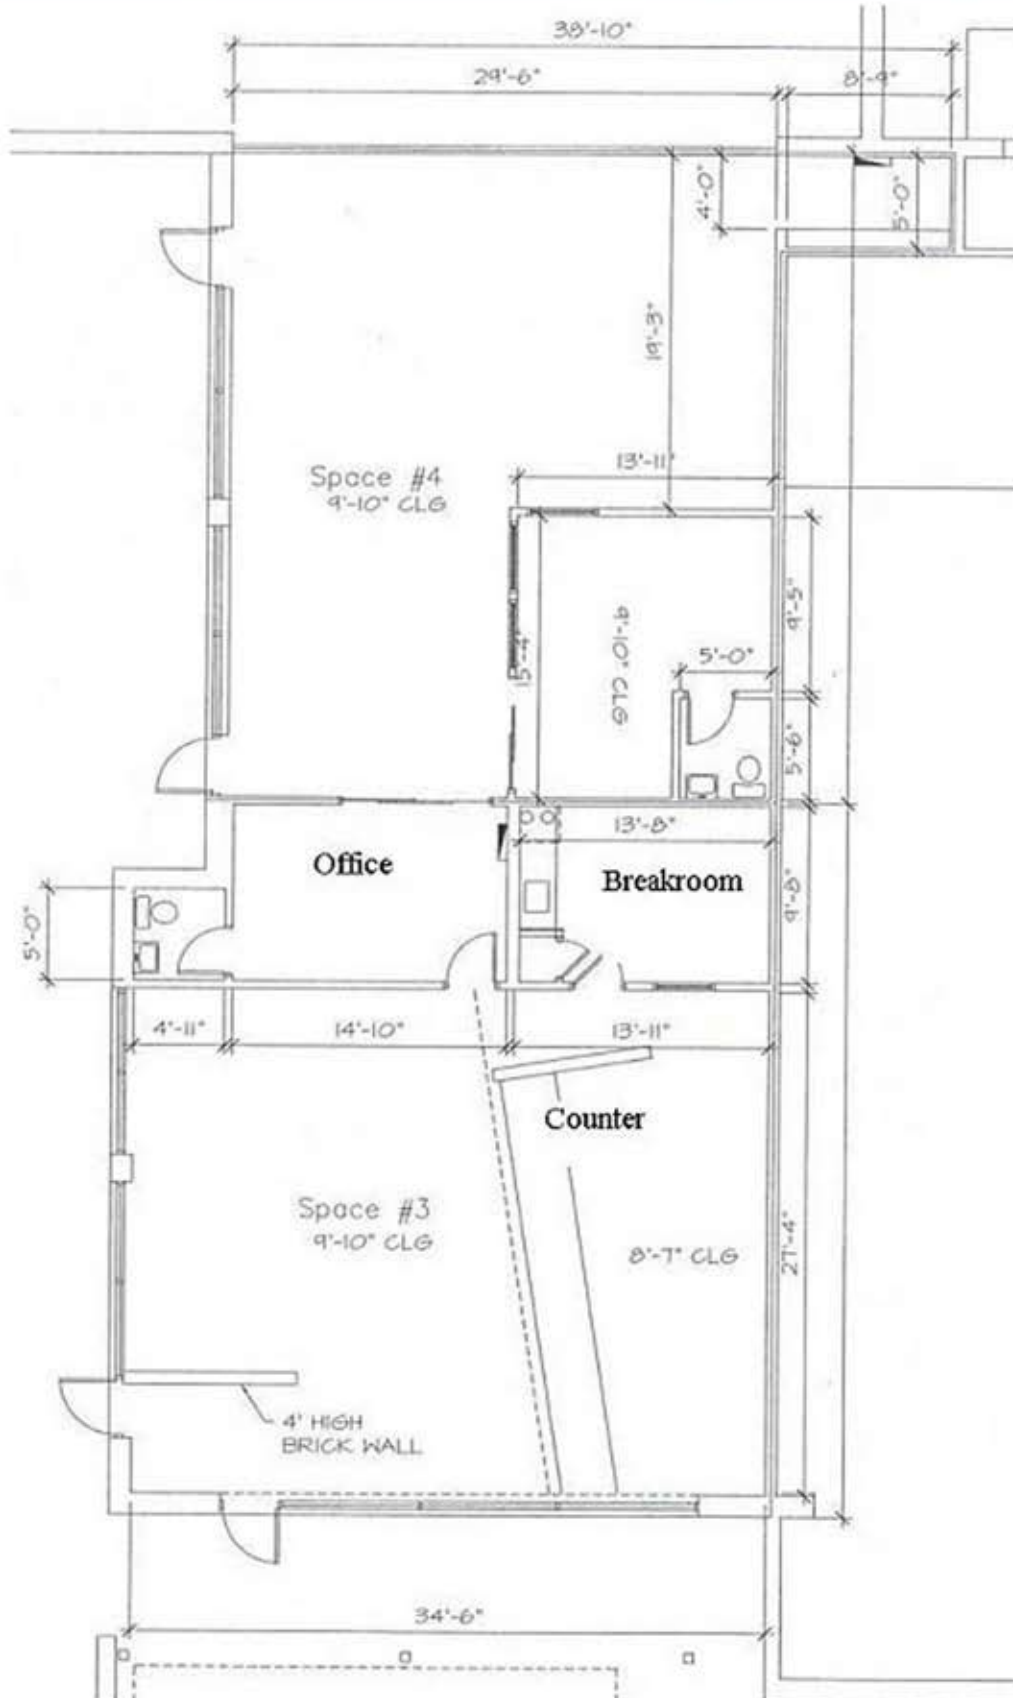 38'-10"
29'-6"
8'-9"
4'-0"
5'-0"
19'-3"
13'-11"
Space #4
9'-10" CLG
9'-5"
15'-4"
9'-10" CLG
5'-0"
5'-6"
13'-8"
Office
Breakroom
9'-8"
5'-0"
4'-11"
14'-10"
13'-11"
Counter
Space #3
9'-10" CLG
8'-7" CLG
27'-4"
4' HIGH
BRICK WALL
34'-6"